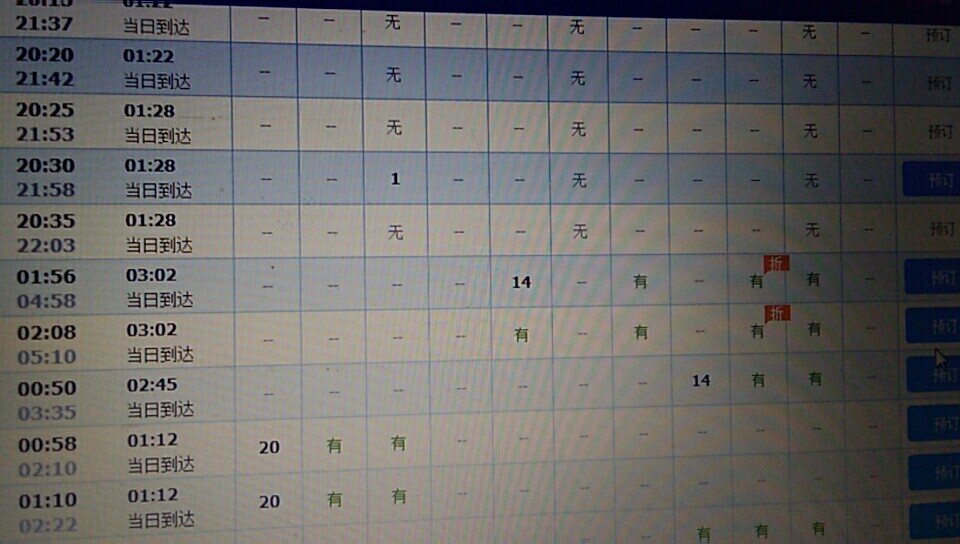 21:37 当日到达 -- -- 无 -- -- 无 -- -- -- 无 -- 预订
20:20 01:22
21:42 当日到达 -- -- 无 -- -- 无 -- -- -- 无 -- 预订
20:25 01:28
21:53 当日到达 -- -- 无 -- -- 无 -- -- -- 无 -- 预订
20:30 01:28
21:58 当日到达 -- -- 1 -- -- 无 -- -- -- 无 -- 预订
20:35 01:28
22:03 当日到达 -- -- 无 -- -- 无 -- -- -- 无 -- 预订
折
01:56 03:02
04:58 当日到达 -- -- -- -- 14 -- 有 -- 有 有 -- 预订
折
02:08 03:02
05:10 当日到达 -- -- -- -- 有 -- 有 -- 有 有 -- 预订
00:50 02:45
03:35 当日到达 -- -- -- -- -- -- -- 14 有 有 -- 预订
00:58 01:12
02:10 当日到达 20 有 有 -- -- -- -- -- -- -- -- 预订
01:10 01:12
02:22 当日到达 20 有 有 -- -- -- -- -- -- -- -- 预订
-- -- -- -- -- -- -- 有 有 有 -- 预订